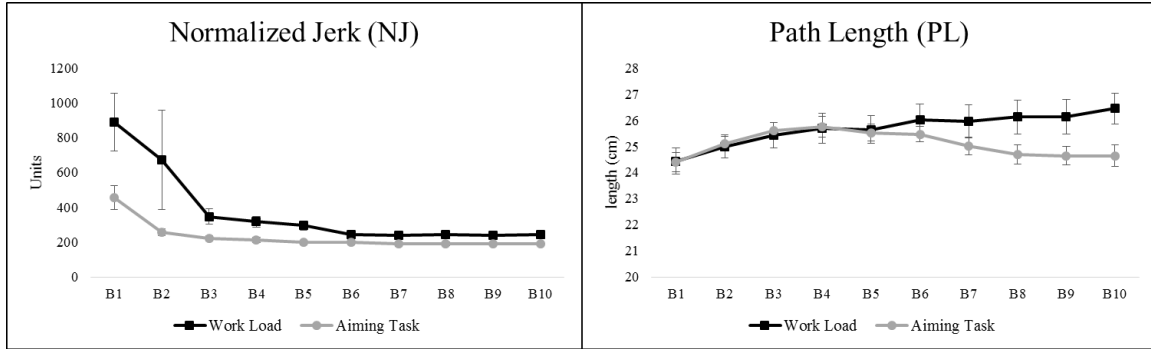 Normalized Jerk (NJ)
1200
1000
800
600
400
200
0
Units
B1 B2 B3 B4 B5 B6 B7 B8 B9 B10
Work Load Aiming Task
Path Length (PL)
28
27
26
25
24
23
22
21
20
length (cm)
B1 B2 B3 B4 B5 B6 B7 B8 B9 B10
Work Load Aiming Task